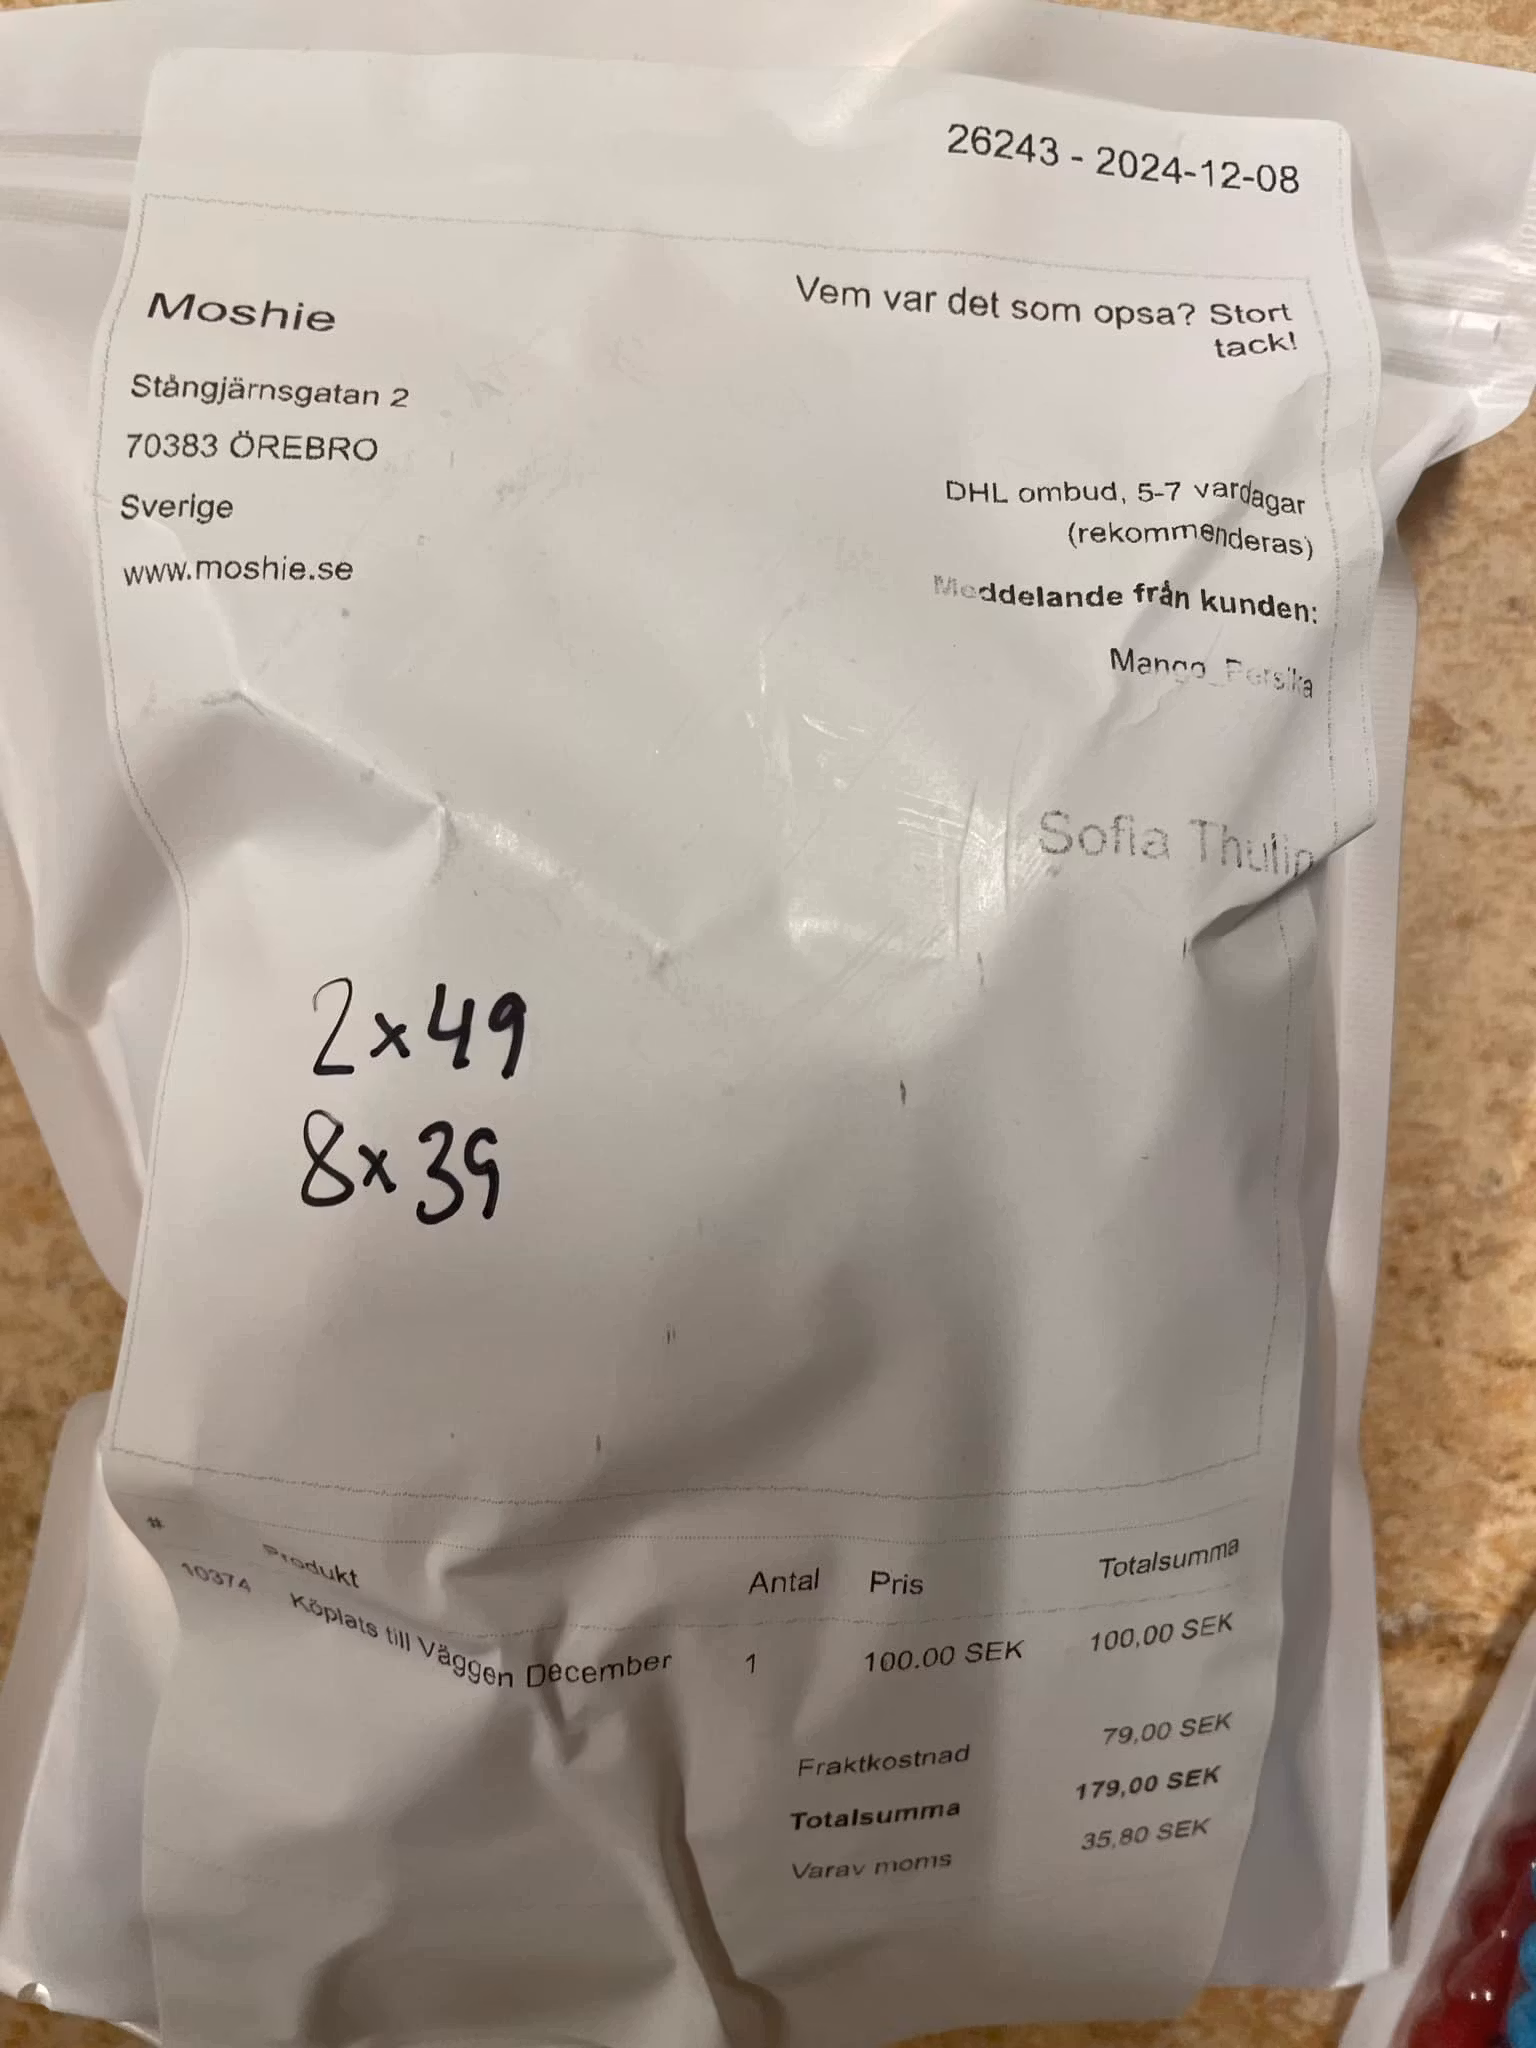 26243 - 2024-12-08
Moshie
Stångjärnsgatan 2
70383 ÖREBRO
Sverige
www.moshie.se
Vem var det som opsa? Stort
tack!
DHL ombud, 5-7 vardagar
(rekommenderas)
Meddelande från kunden:
Mango_Persika
Sofia Thulin
2x49
8x39
# Produkt Antal Pris Totalsumma
10374 Köplats till Väggen December 1 100.00 SEK 100,00 SEK
Fraktkostnad 79,00 SEK
Totalsumma 179,00 SEK
Varav moms 35,80 SEK